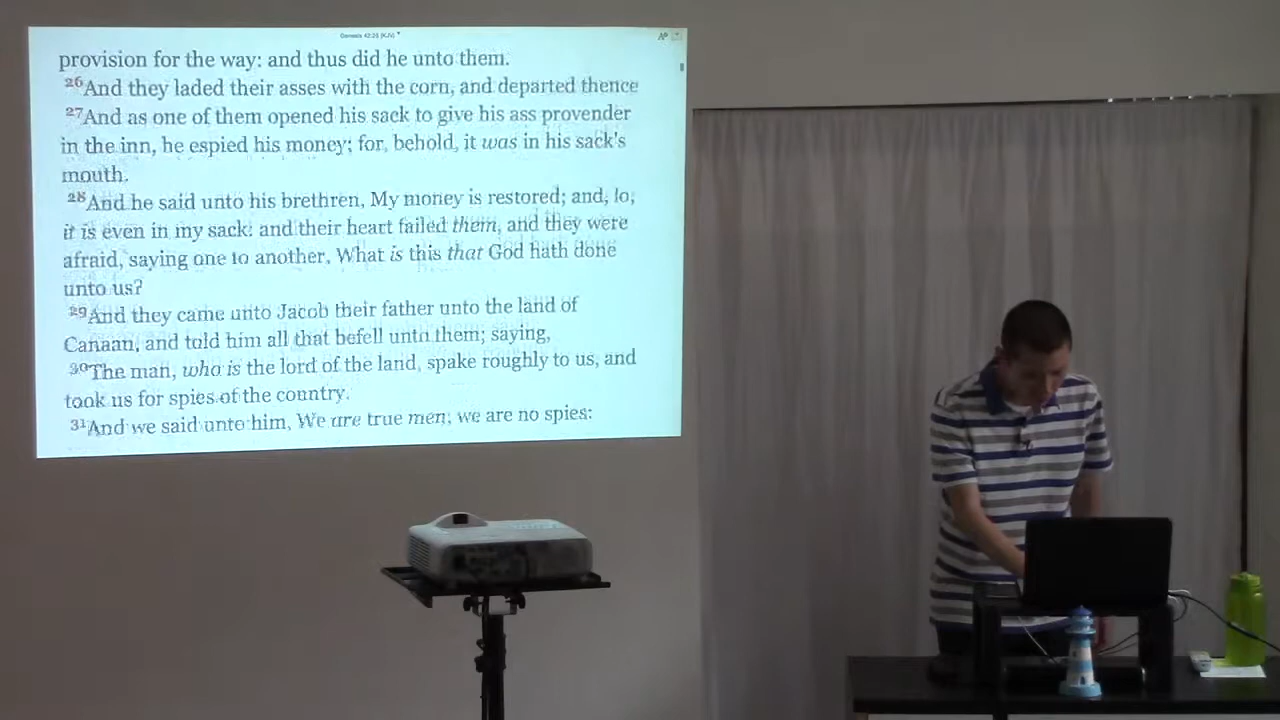 Genesis 42:26 (KJV)
provision for the way: and thus did he unto them.
26And they laded their asses with the corn, and departed thence
27And as one of them opened his sack to give his ass provender
in the inn, he espied his money; for, behold, it was in his sack's
mouth.
28And he said unto his brethren, My money is restored; and, lo,
it is even in my sack: and their heart failed them, and they were
afraid, saying one to another, What is this that God hath done
unto us?
29And they came unto Jacob their father unto the land of
Canaan, and told him all that befell unto them; saying,
30The man, who is the lord of the land, spake roughly to us, and
took us for spies of the country.
31And we said unto him, We are true men; we are no spies: